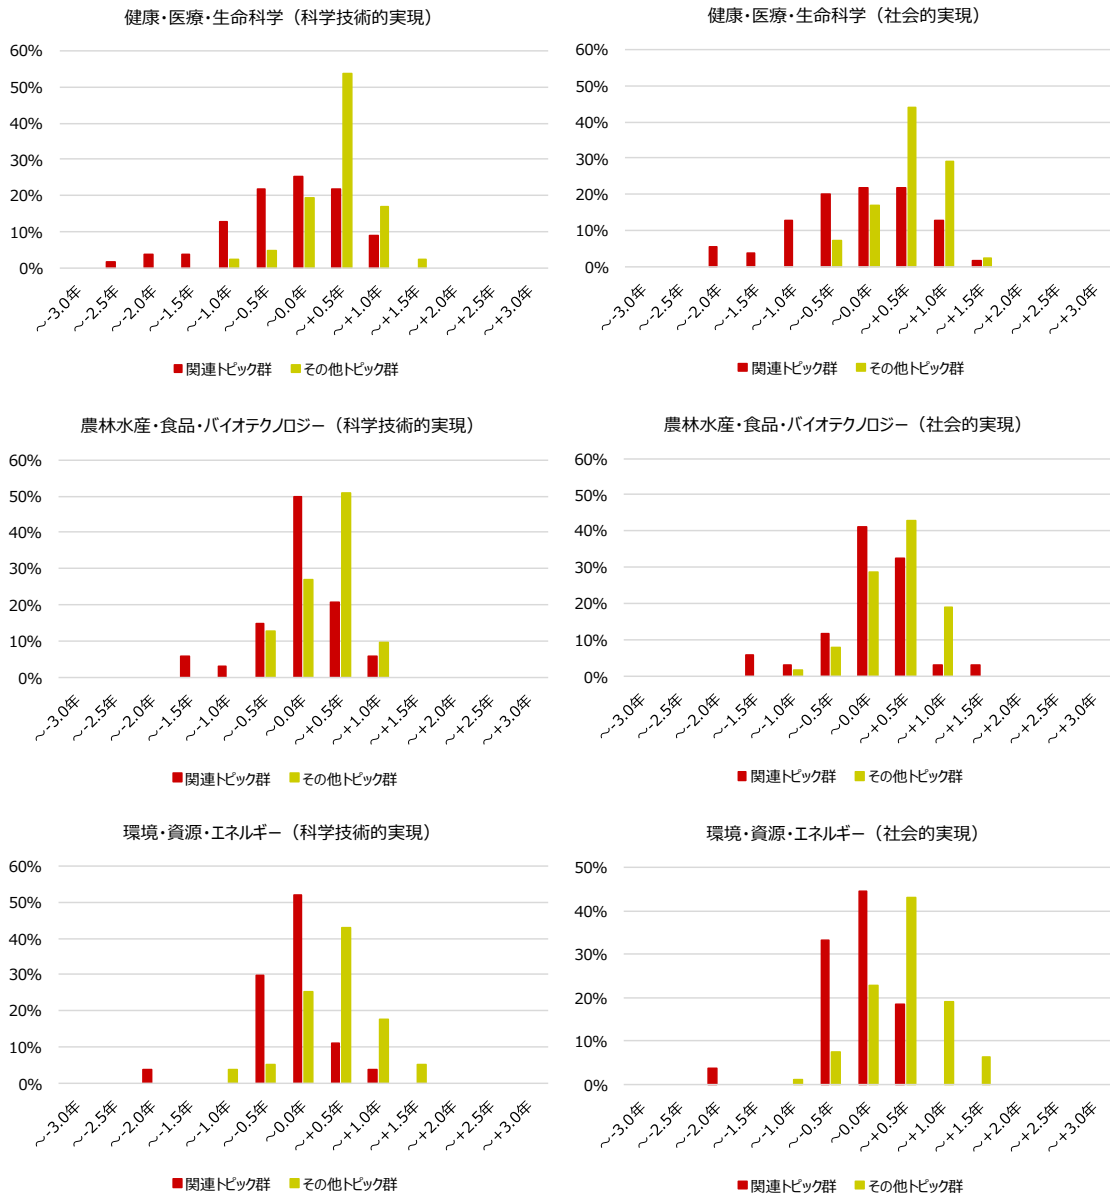 健康・医療・生命科学（科学技術的実現）
60%
50%
40%
30%
20%
10%
0%
～-3.0年
～-2.5年
～-2.0年
～-1.5年
～-1.0年
～-0.5年
～0.0年
～+0.5年
～+1.0年
～+1.5年
～+2.0年
～+2.5年
～+3.0年
関連トピック群 その他トピック群
健康・医療・生命科学（社会的実現）
60%
50%
40%
30%
20%
10%
0%
～-3.0年
～-2.5年
～-2.0年
～-1.5年
～-1.0年
～-0.5年
～0.0年
～+0.5年
～+1.0年
～+1.5年
～+2.0年
～+2.5年
～+3.0年
関連トピック群 その他トピック群
農林水産・食品・バイオテクノロジー（科学技術的実現）
60%
50%
40%
30%
20%
10%
0%
～-3.0年
～-2.5年
～-2.0年
～-1.5年
～-1.0年
～-0.5年
～0.0年
～+0.5年
～+1.0年
～+1.5年
～+2.0年
～+2.5年
～+3.0年
関連トピック群 その他トピック群
農林水産・食品・バイオテクノロジー（社会的実現）
60%
50%
40%
30%
20%
10%
0%
～-3.0年
～-2.5年
～-2.0年
～-1.5年
～-1.0年
～-0.5年
～0.0年
～+0.5年
～+1.0年
～+1.5年
～+2.0年
～+2.5年
～+3.0年
関連トピック群 その他トピック群
環境・資源・エネルギー（科学技術的実現）
60%
50%
40%
30%
20%
10%
0%
～-3.0年
～-2.5年
～-2.0年
～-1.5年
～-1.0年
～-0.5年
～0.0年
～+0.5年
～+1.0年
～+1.5年
～+2.0年
～+2.5年
～+3.0年
関連トピック群 その他トピック群
環境・資源・エネルギー（社会的実現）
50%
40%
30%
20%
10%
0%
～-3.0年
～-2.5年
～-2.0年
～-1.5年
～-1.0年
～-0.5年
～0.0年
～+0.5年
～+1.0年
～+1.5年
～+2.0年
～+2.5年
～+3.0年
関連トピック群 その他トピック群